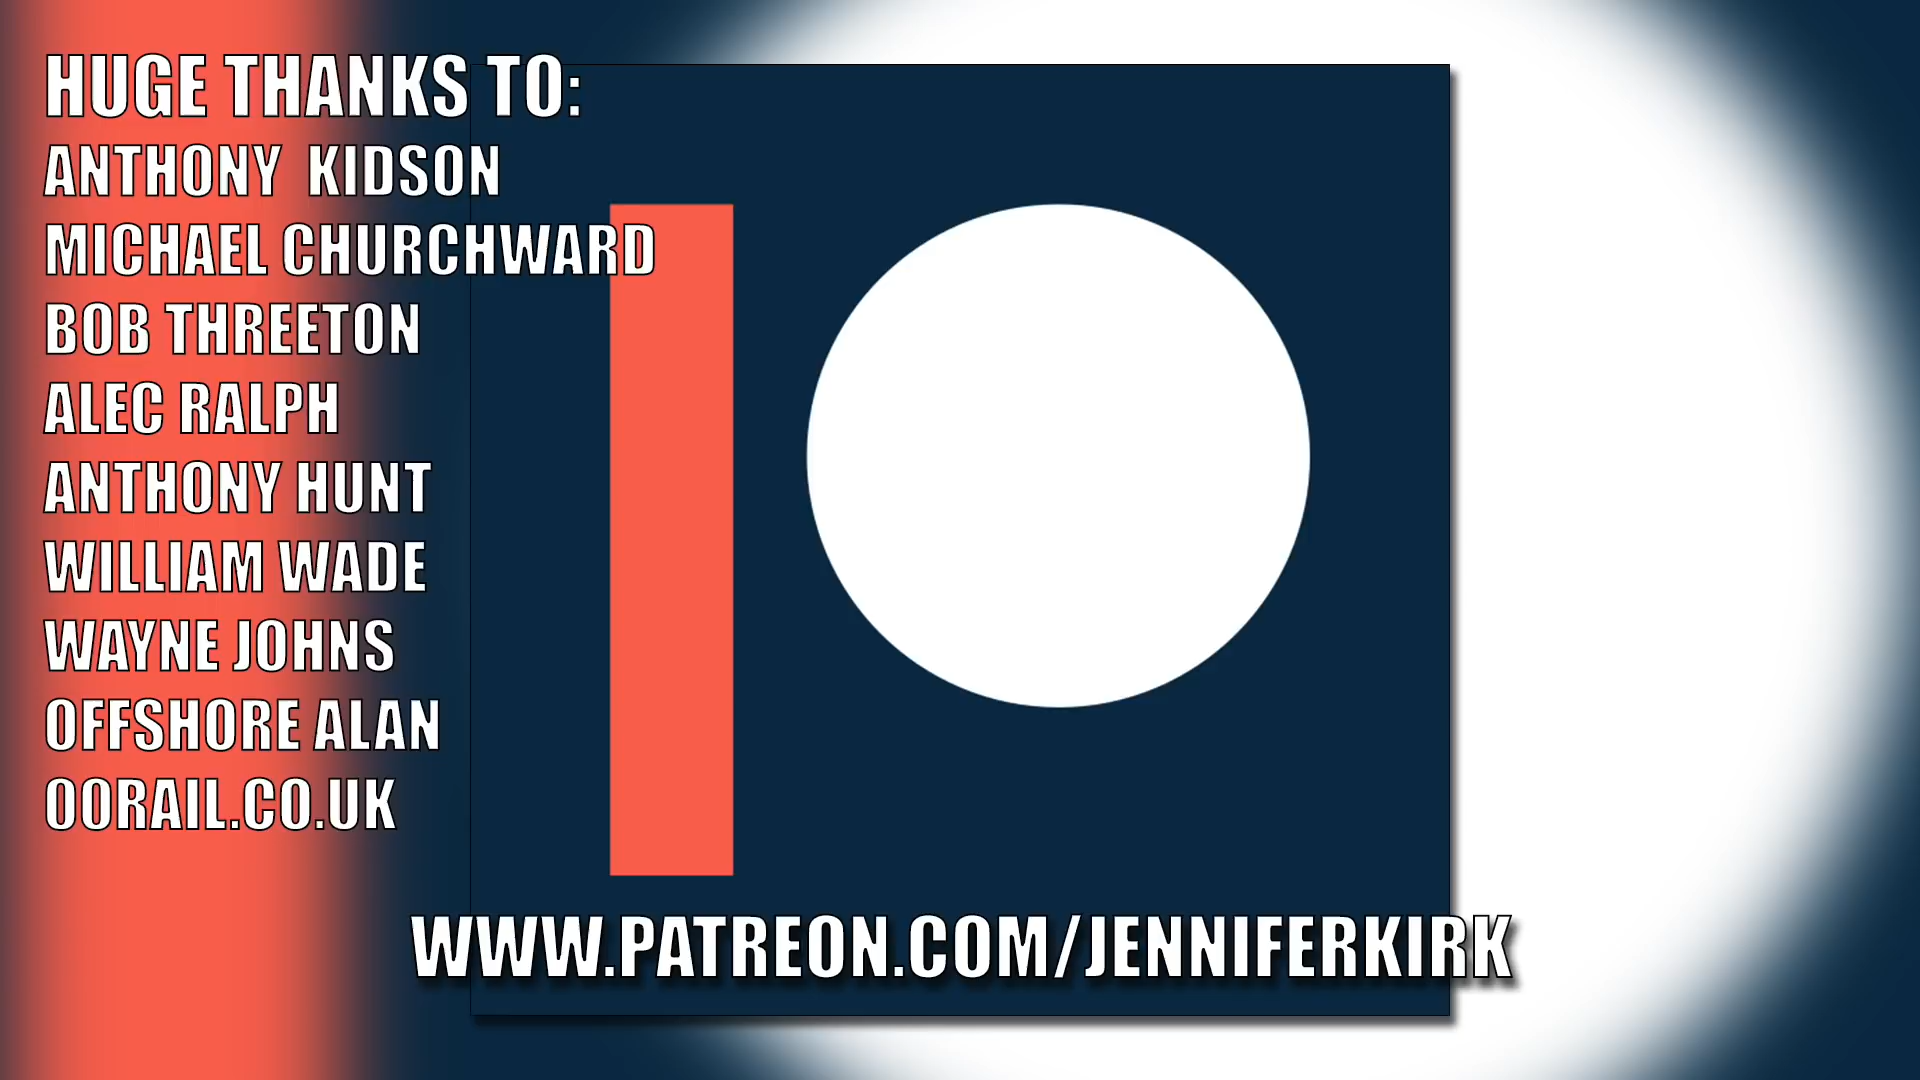 HUGE THANKS TO:
ANTHONY KIDSON
MICHAEL CHURCHWARD
BOB THREETON
ALEC RALPH
ANTHONY HUNT
WILLIAM WADE
WAYNE JOHNS
OFFSHORE ALAN
OORAIL.CO.UK
WWW.PATREON.COM/JENNIFERKIRK